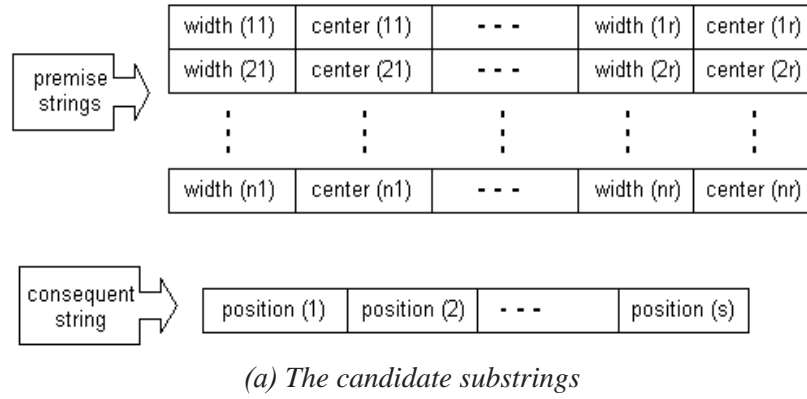 width (11) center (11) - - - width (1r) center (1r)
premise strings
width (21) center (21) - - - width (2r) center (2r)
width (n1) center (n1) - - - width (nr) center (nr)
consequent string
position (1) position (2) - - - position (s)
(a) The candidate substrings